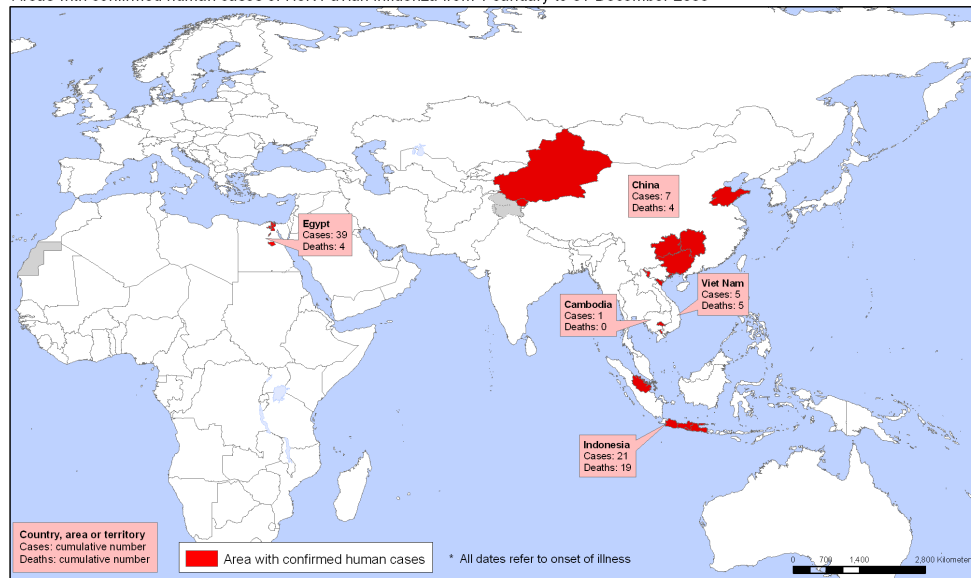 China
Cases: 7
Deaths: 4
Egypt
Cases: 39
Deaths: 4
Viet Nam
Cases: 5
Deaths: 5
Cambodia
Cases: 1
Deaths: 0
Indonesia
Cases: 21
Deaths: 19
Country, area or territory
Cases: cumulative number
Deaths: cumulative number
Area with confirmed human cases
* All dates refer to onset of illness
0 700 1,400 2,800 Kilometer